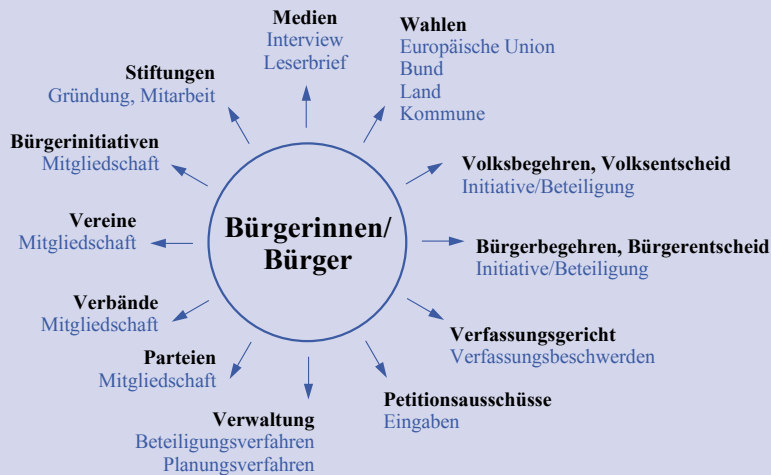 Medien
Interview
Leserbrief
Wahlen
Europäische Union
Bund
Land
Kommune
Stiftungen
Gründung, Mitarbeit
Bürgerinitiativen
Mitgliedschaft
Volksbegehren, Volksentscheid
Initiative/Beteiligung
Vereine
Mitgliedschaft
Bürgerinnen/
Bürger
Bürgerbegehren, Bürgerentscheid
Initiative/Beteiligung
Verbände
Mitgliedschaft
Verfassungsgericht
Verfassungsbeschwerden
Parteien
Mitgliedschaft
Petitionsausschüsse
Eingaben
Verwaltung
Beteiligungsverfahren
Planungsverfahren